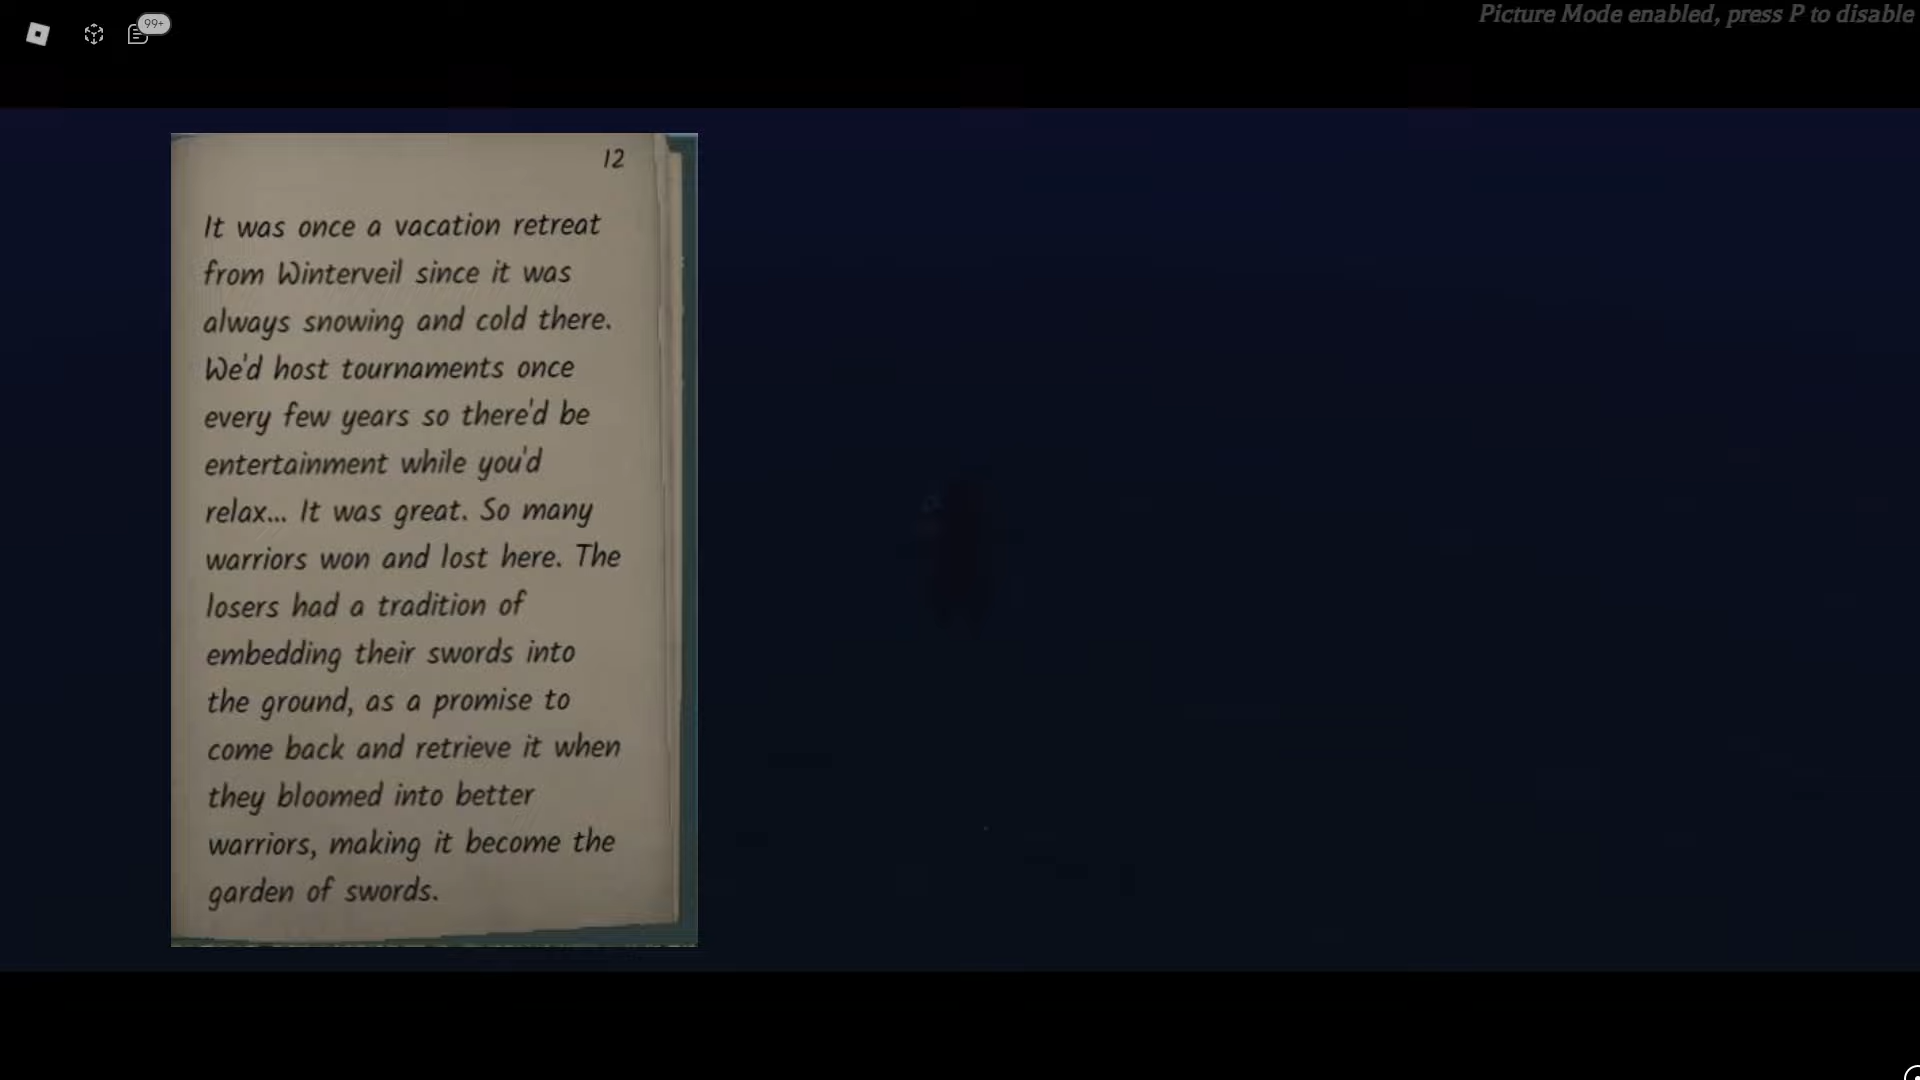 99+
Picture Mode enabled, press P to disable
12
It was once a vacation retreat
from Winterveil since it was
always snowing and cold there.
We'd host tournaments once
every few years so there'd be
entertainment while you'd
relax... It was great. So many
warriors won and lost here. The
losers had a tradition of
embedding their swords into
the ground, as a promise to
come back and retrieve it when
they bloomed into better
warriors, making it become the
garden of swords.